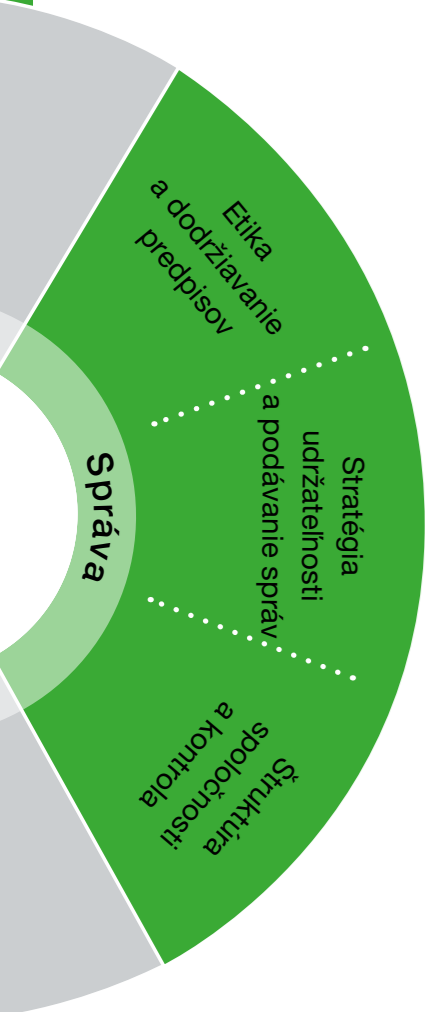 Etika
a dodržiavanie
predpisov
Správa
Stratégia
udržateľnosti
a podávanie správ
Štruktúra
spoločnosti
a kontrola